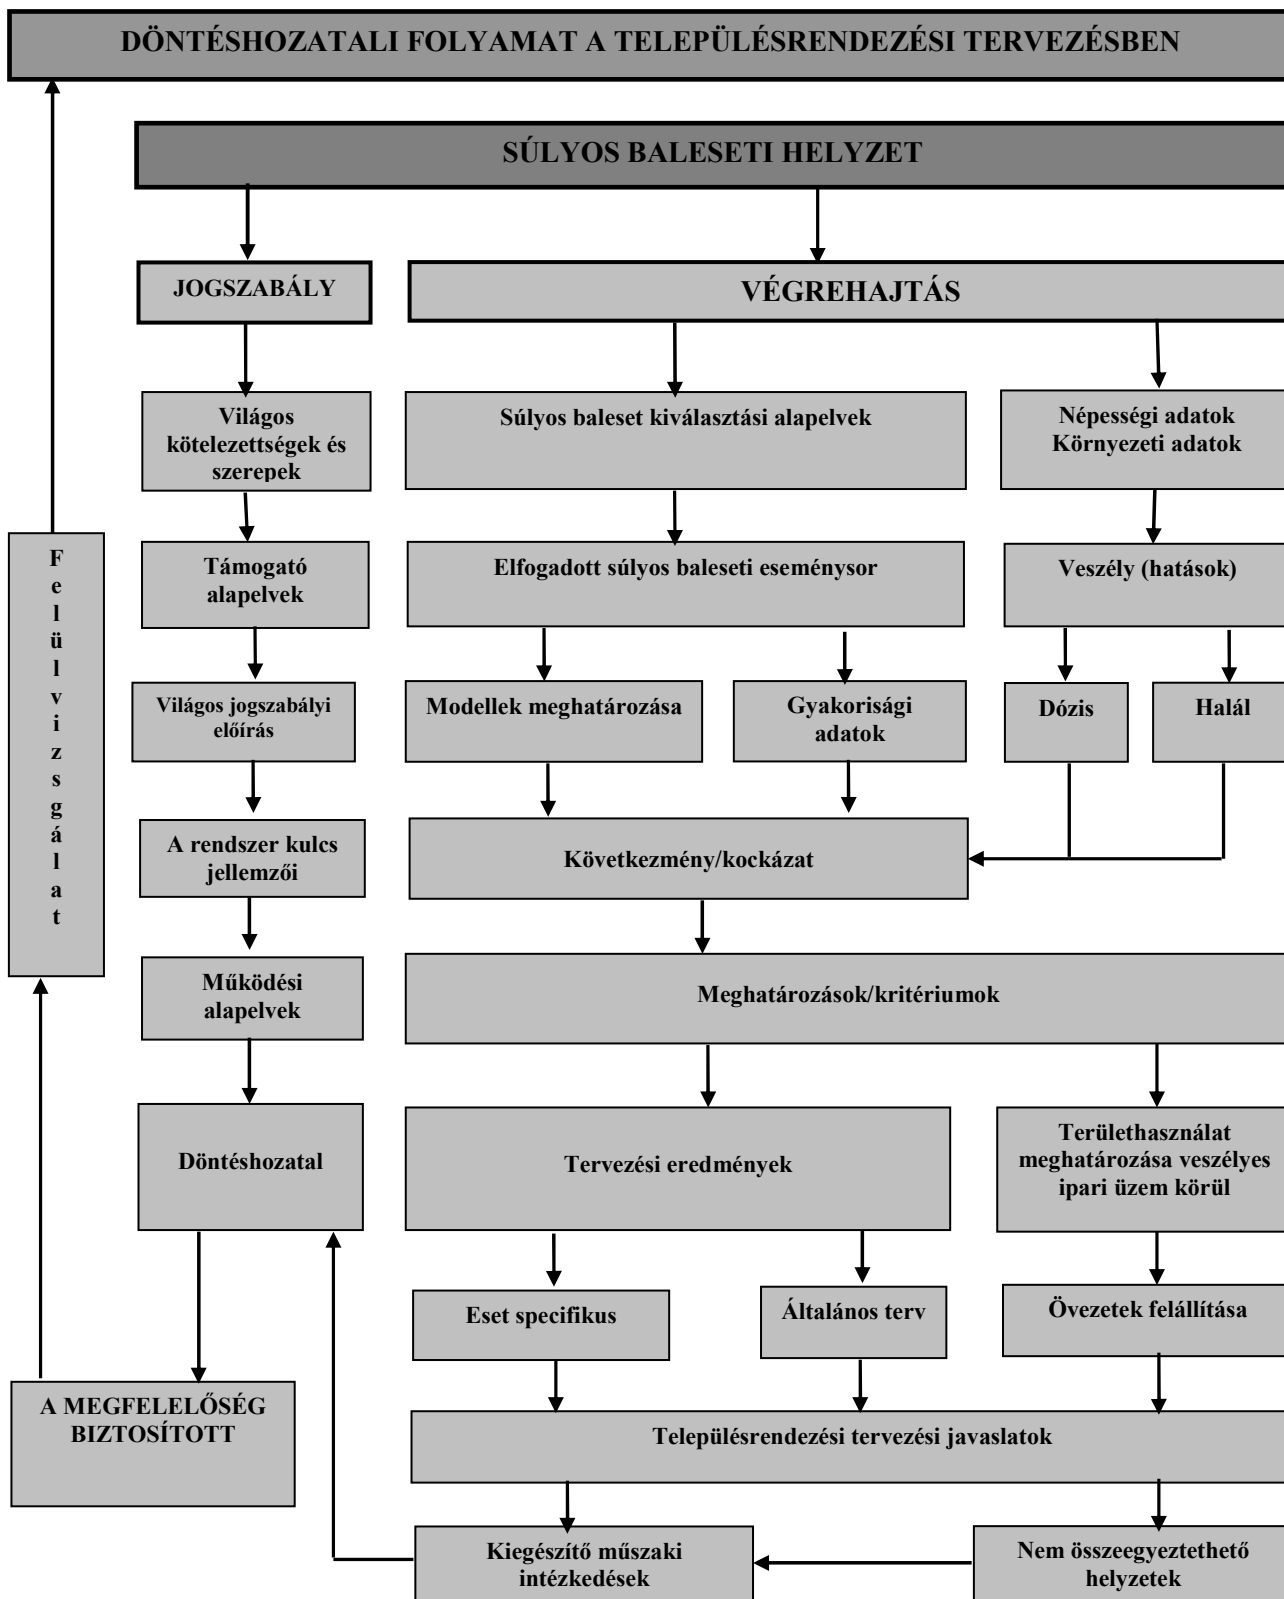 DÖNTÉSHOZATALI FOLYAMAT A TELEPÜLÉSRENDEZÉSI TERVEZÉSBEN
SÚLYOS BALESETI HELYZET
JOGSZABÁLY
VÉGREHAJTÁS
Világos
kötelezettségek és
szerepek
Súlyos baleset kiválasztási alapelvek
Népességi adatok
Környezeti adatok
Felülvizsgálat
Támogató
alapelvek
Elfogadott súlyos baleseti eseménysor
Veszély (hatások)
Világos jogszabályi
előírás
Modellek meghatározása
Gyakorisági
adatok
Dózis
Halál
A rendszer kulcs
jellemzői
Következmény/kockázat
Működési
alapelvek
Meghatározások/kritériumok
Döntéshozatal
Tervezési eredmények
Területhasználat
meghatározása veszélyes
ipari üzem körül
Eset specifikus
Általános terv
Övezetek felállítása
A MEGFELELŐSÉG
BIZTOSÍTOTT
Településrendezési tervezési javaslatok
Kiegészítő műszaki
intézkedések
Nem összeegyeztethető
helyzetek